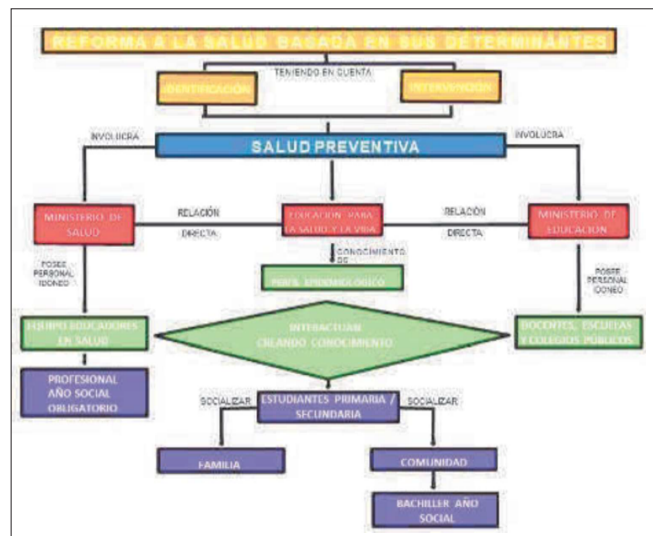 REFORMA A LA SALUD BASADA EN SUS DETERMINANTES
TENIENDO EN CUENTA
IDENTIFICACIÓN
INTERVENCIÓN
INVOLUCRA
SALUD PREVENTIVA
INVOLUCRA
MINISTERIO DE
SALUD
RELACIÓN
DIRECTA
EDUCACION PARA
LA SALUD Y LA VIDA
RELACIÓN
DIRECTA
MINISTERIO DE
EDUCACION
POSEE
PERSONAL
IDONEO
CONOCIMIENTO
DE
PERFIL EPIDEMIOLÓGICO
POSEE
PERSONAL
IDONEO
EQUIPO EDUCADORES
EN SALUD
INTERACTUAN
CREANDO CONOCIMIENTO
DOCENTES, ESCUELAS
Y COLEGIOS PÚBLICOS
PROFESIONAL
AÑO SOCIAL
OBLIGATORIO
SOCIALIZAR
ESTUDIANTES PRIMARIA /
SECUNDARIA
SOCIALIZAR
FAMILIA
COMUNIDAD
BACHILLER AÑO
SOCIAL